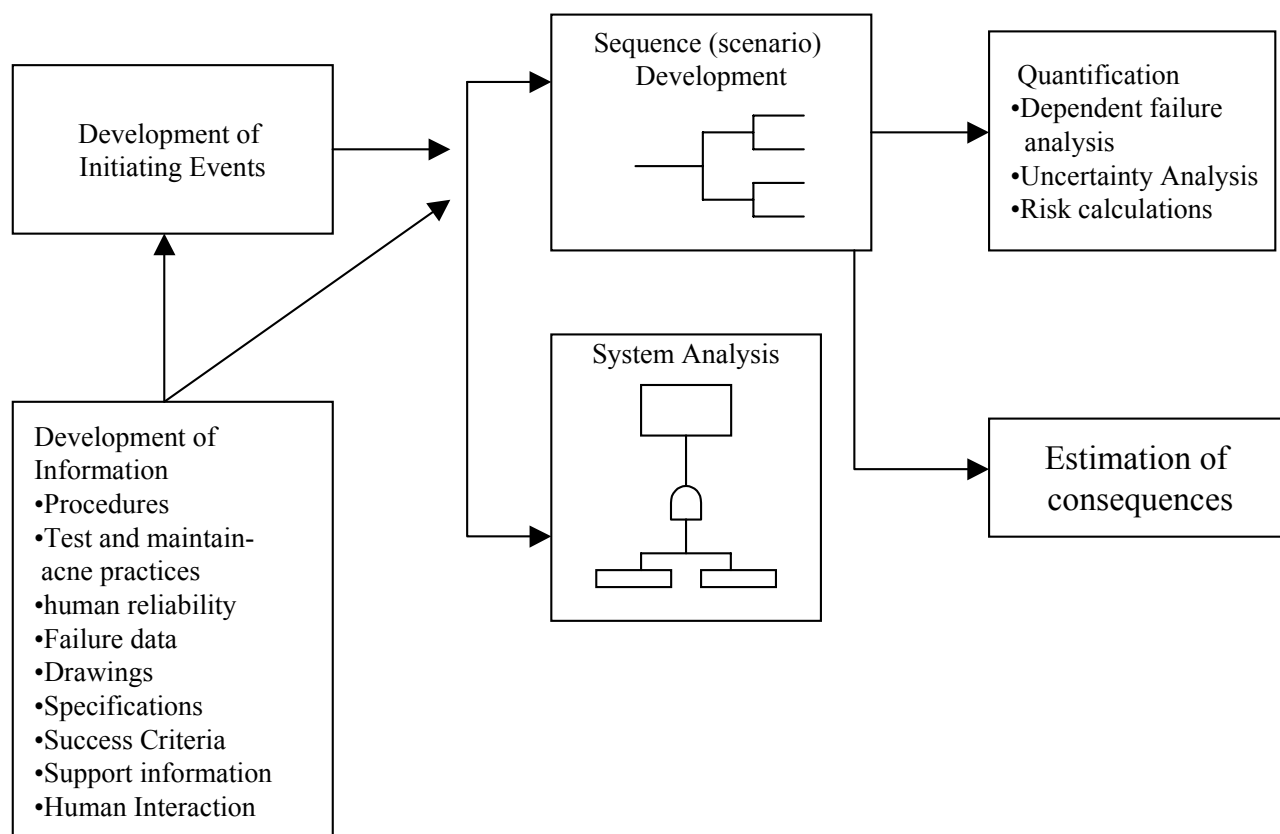 Development of
Initiating Events
Sequence (scenario)
Development
Quantification
•Dependent failure
analysis
•Uncertainty Analysis
•Risk calculations
Development of
Information
•Procedures
•Test and maintain-
acne practices
•human reliability
•Failure data
•Drawings
•Specifications
•Success Criteria
•Support information
•Human Interaction
System Analysis
Estimation of
consequences